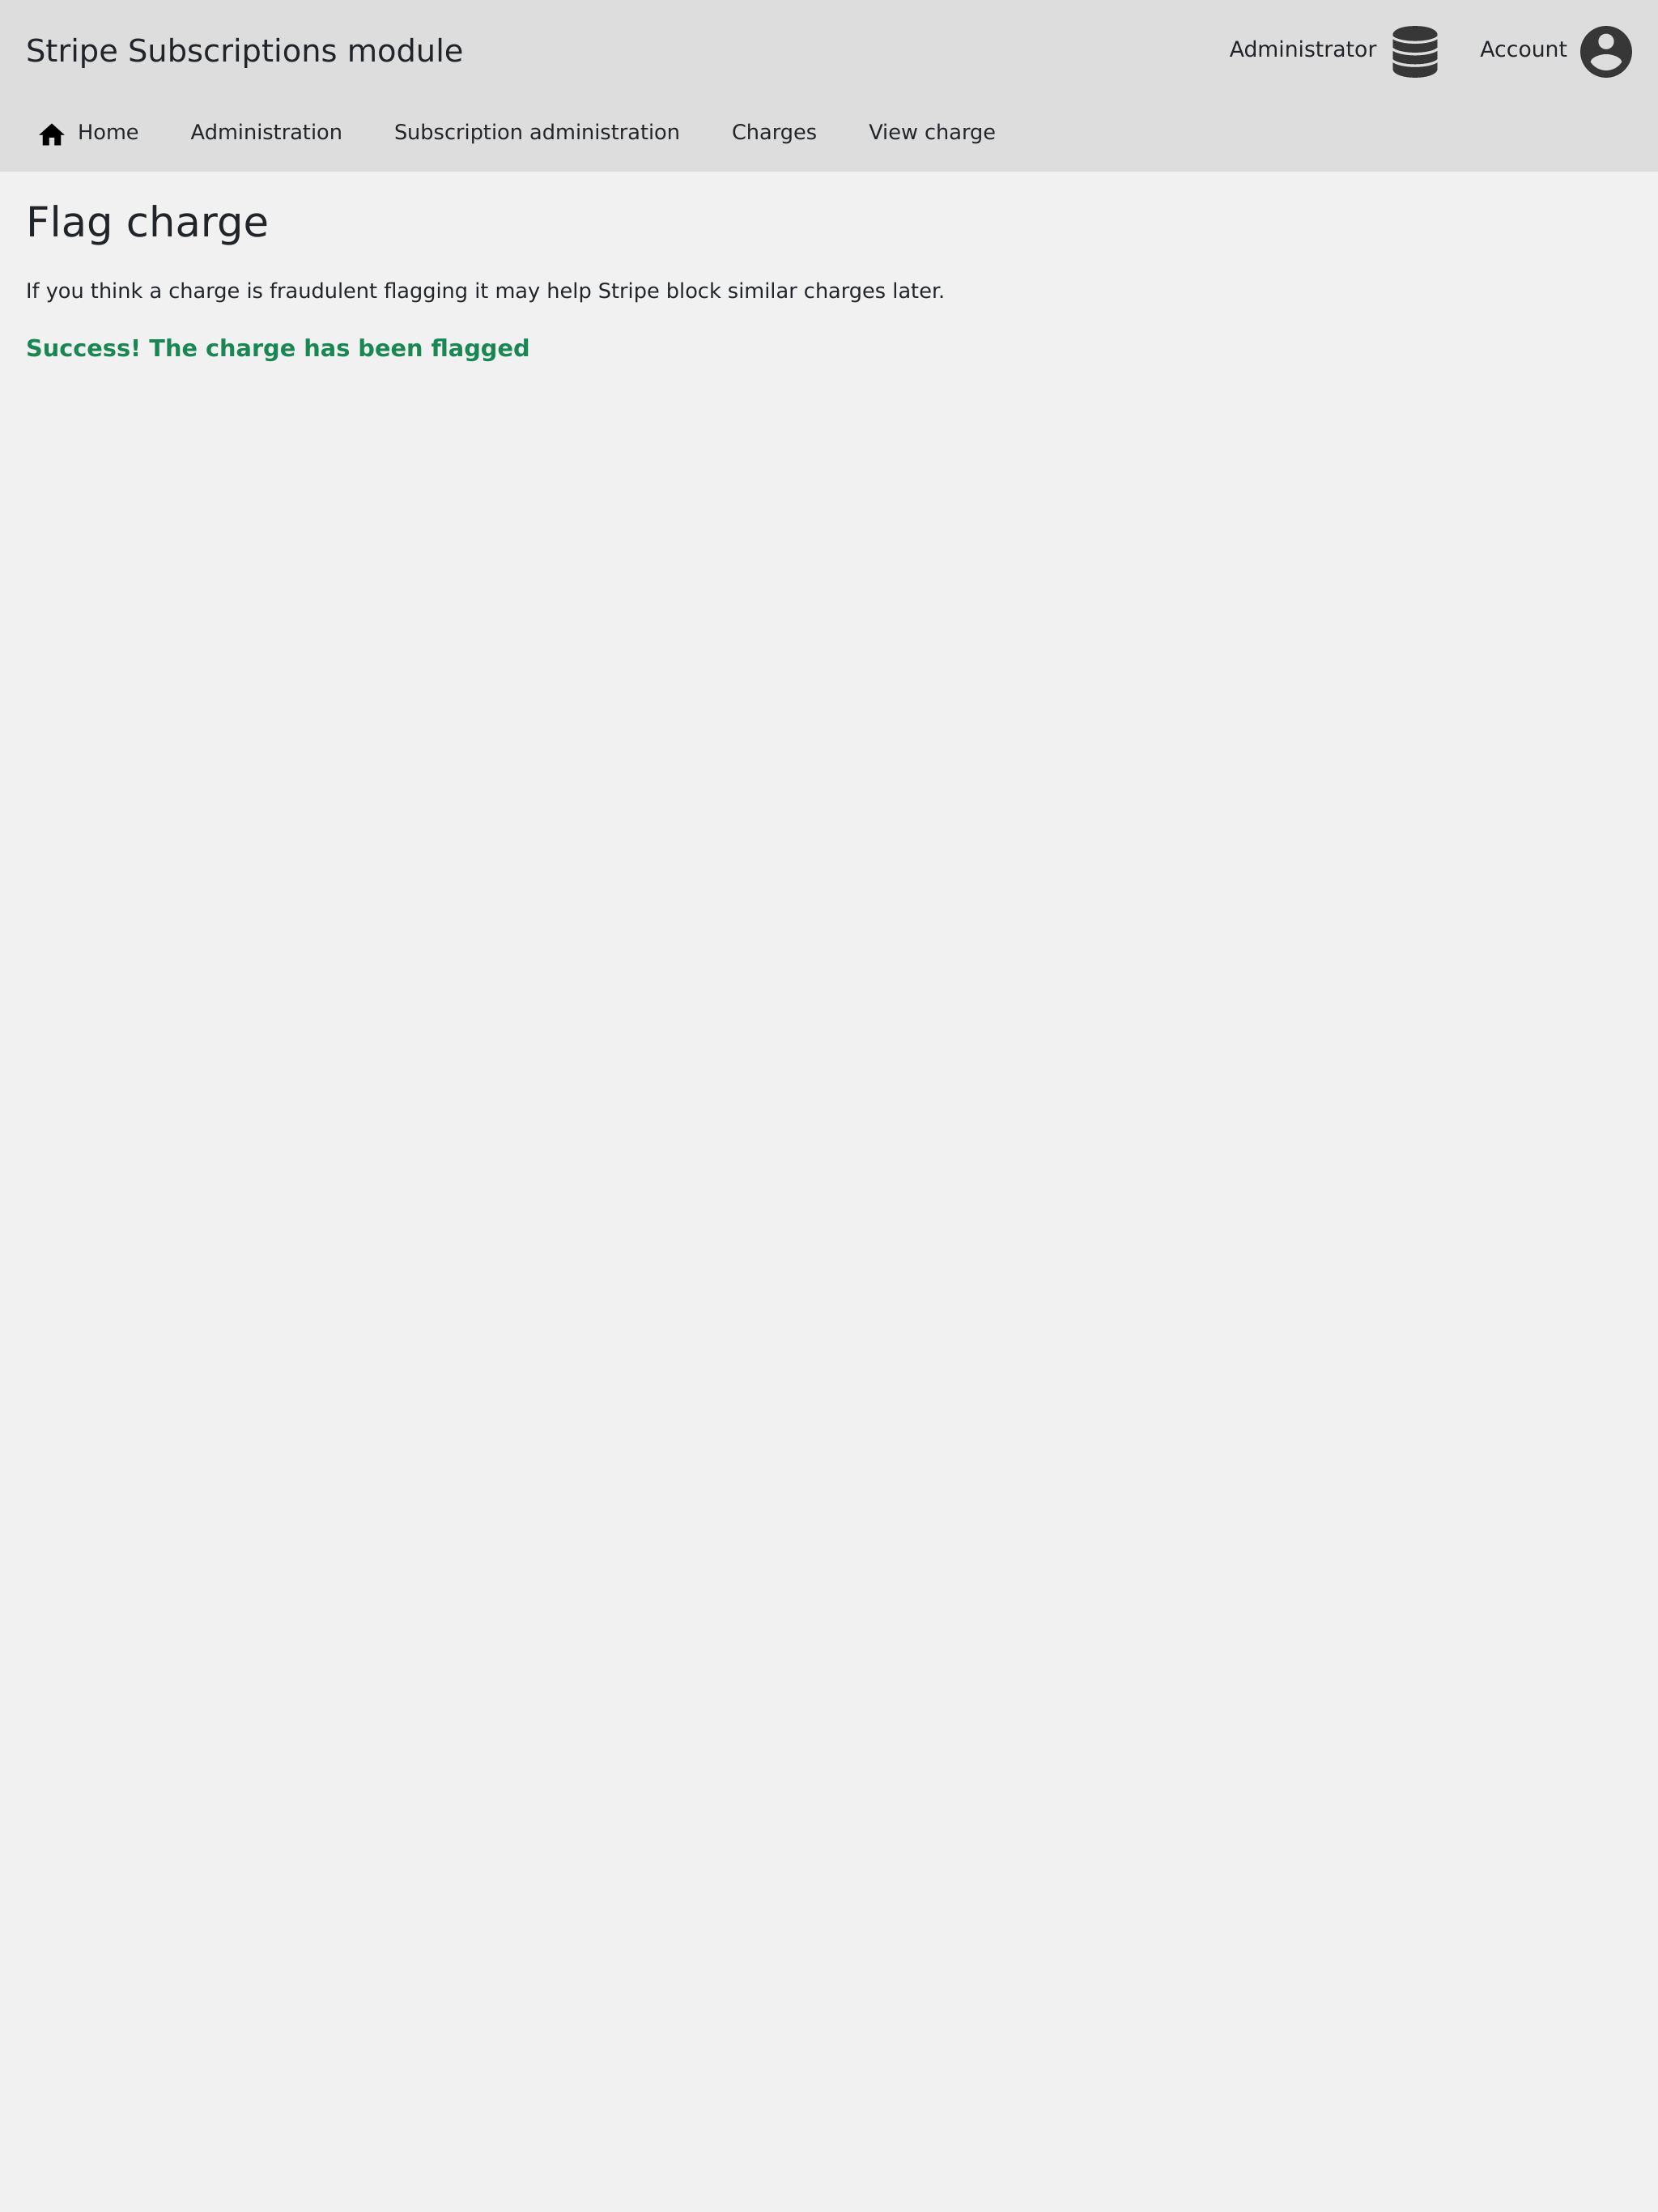 Stripe Subscriptions module
Administrator
Account
Home
Administration
Subscription administration
Charges
View charge
Flag charge
If you think a charge is fraudulent flagging it may help Stripe block similar charges later.
Success! The charge has been flagged